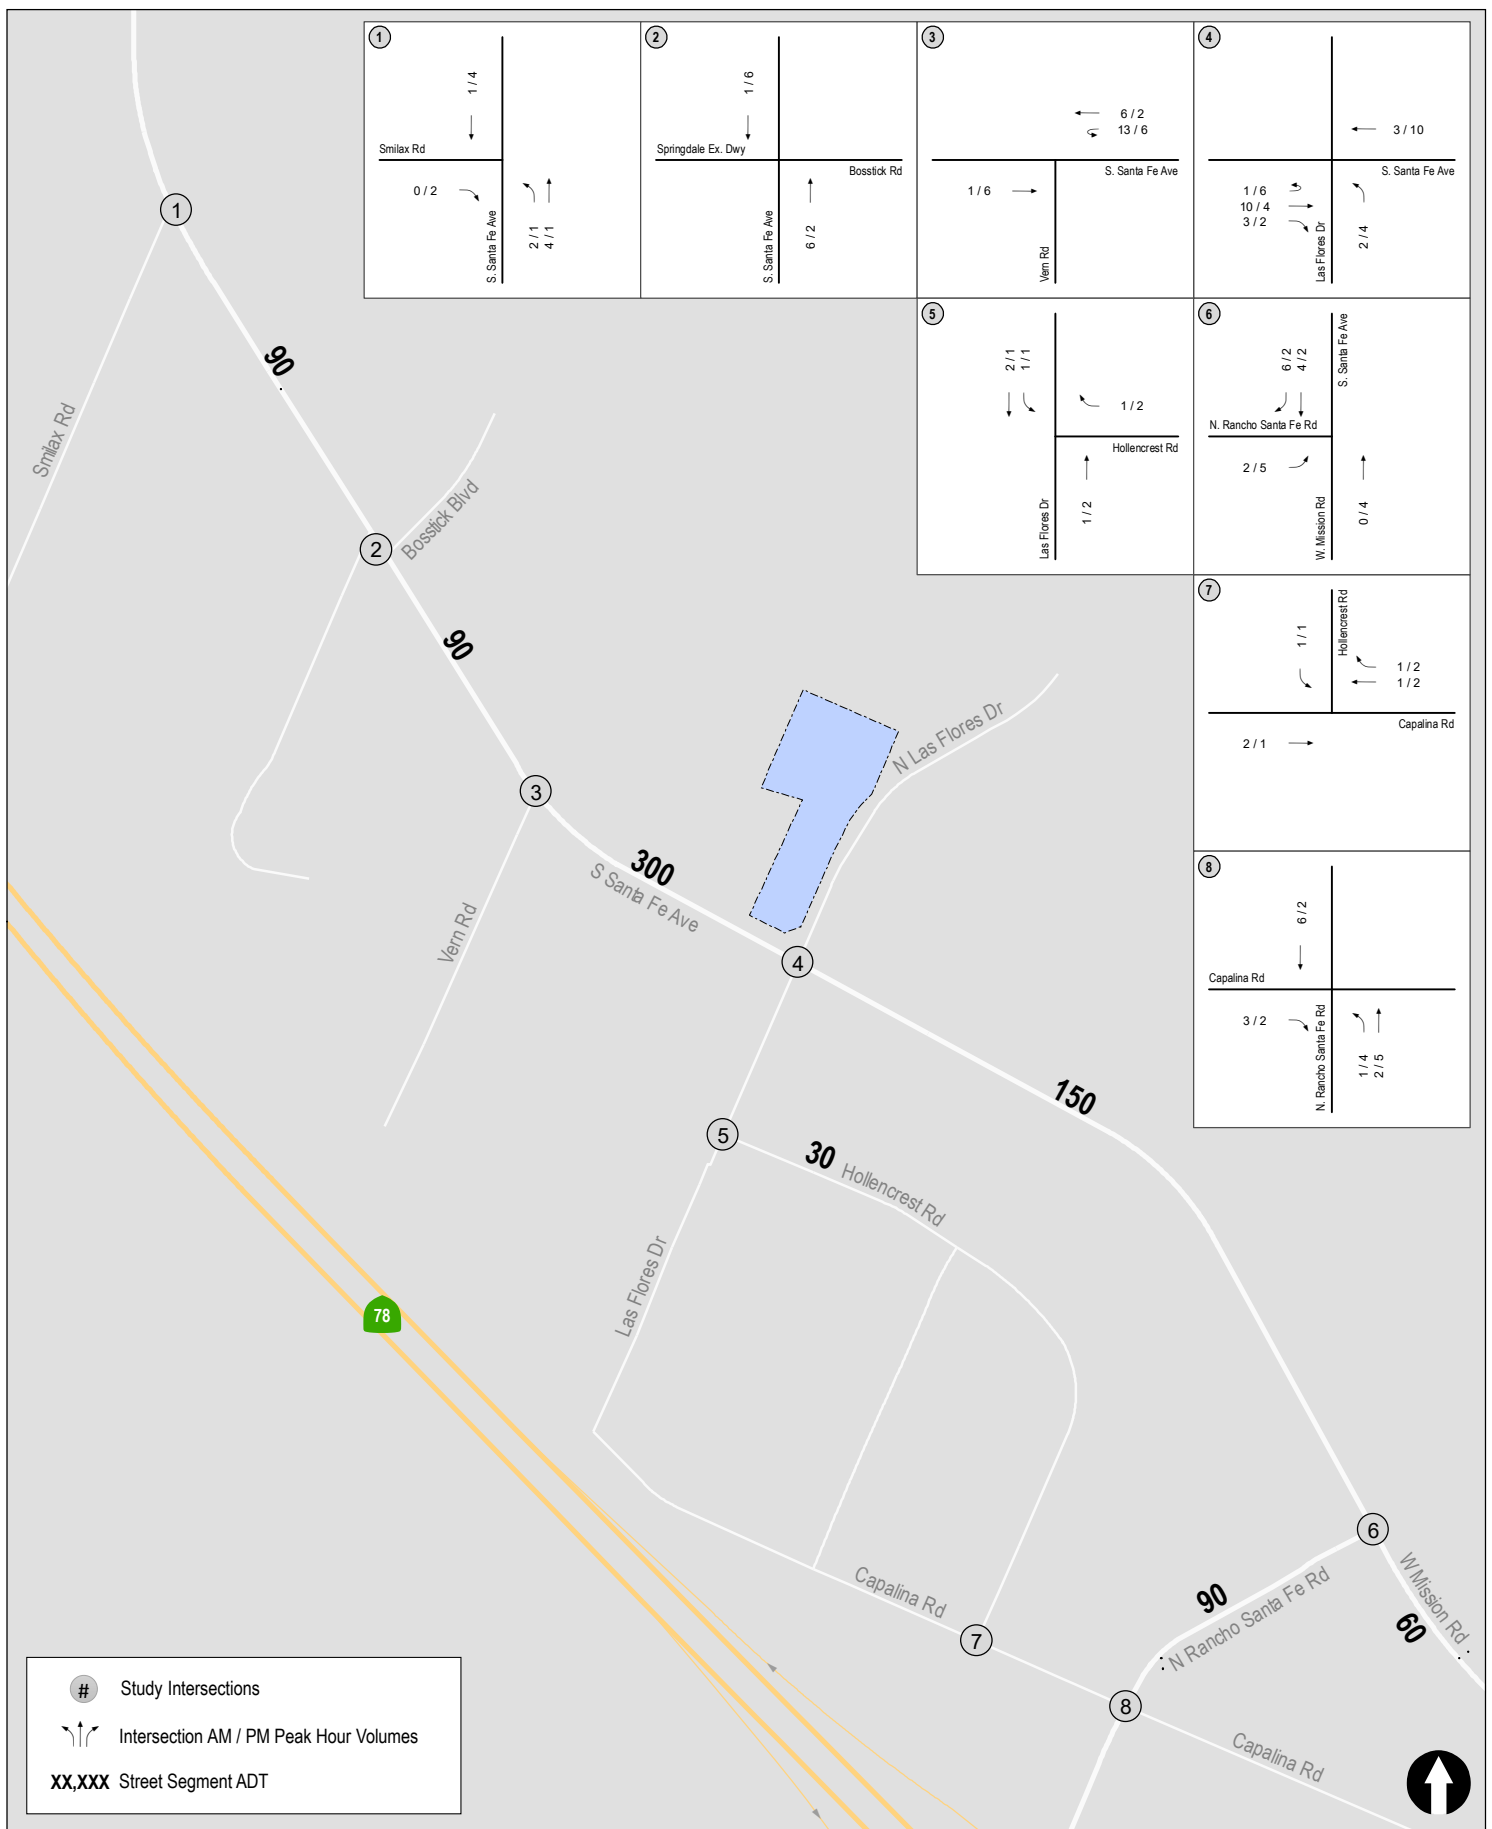 1
1 / 4
Smilax Rd
0 / 2
S. Santa Fe Ave
2 / 1
4 / 1
2
1 / 6
Springdale Ex. Dwy
Bosstick Rd
S. Santa Fe Ave
6 / 2
3
6 / 2
13 / 6
S. Santa Fe Ave
1 / 6
Vern Rd
4
3 / 10
S. Santa Fe Ave
1 / 6
10 / 4
3 / 2
Las Flores Dr
2 / 4
5
2 / 1
1 / 1
1 / 2
Hollencrest Rd
Las Flores Dr
1 / 2
6
6 / 2
4 / 2
S. Santa Fe Ave
N. Rancho Santa Fe Rd
2 / 5
W. Mission Rd
0 / 4
7
1 / 1
Hollencrest Rd
1 / 2
1 / 2
Capalina Rd
2 / 1
8
6 / 2
Capalina Rd
3 / 2
N. Rancho Santa Fe Rd
1 / 4
2 / 5
1
90
Smilax Rd
Bosstick Blvd
2
90
N Las Flores Dr
3
300
S Santa Fe Ave
Vern Rd
4
150
5
30
Hollencrest Rd
Las Flores Dr
78
6
W Mission Rd
Capalina Rd
90
N Rancho Santa Fe Rd
60
7
8
Capalina Rd
# Study Intersections
Intersection AM / PM Peak Hour Volumes
XX,XXX Street Segment ADT